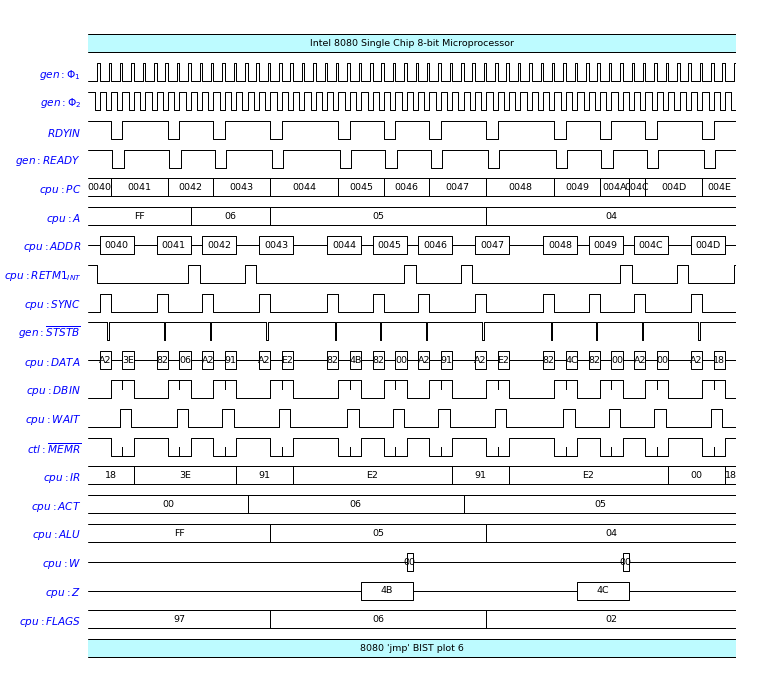 Intel 8080 Single Chip 8-bit Microprocessor
gen:Φ1
gen:Φ2
RDYIN
gen:READY
cpu:PC 0040 0041 0042 0043 0044 0045 0046 0047 0048 0049 004A 004C 004D 004E
cpu:A FF 06 05 04
cpu:ADDR 0040 0041 0042 0043 0044 0045 0046 0047 0048 0049 004C 004D
cpu:RETM1INT
cpu:SYNC
gen:STSTB
cpu:DATA A2 3E 82 06 A2 91 A2 E2 82 4B 82 00 A2 91 A2 E2 82 4C 82 00 A2 00 A2 18
cpu:DBIN
cpu:WAIT
ctl:MEMR
cpu:IR 18 3E 91 E2 91 E2 00 18
cpu:ACT 00 06 05
cpu:ALU FF 05 04
cpu:W 00 00
cpu:Z 4B 4C
cpu:FLAGS 97 06 02
8080 'jmp' BIST plot 6